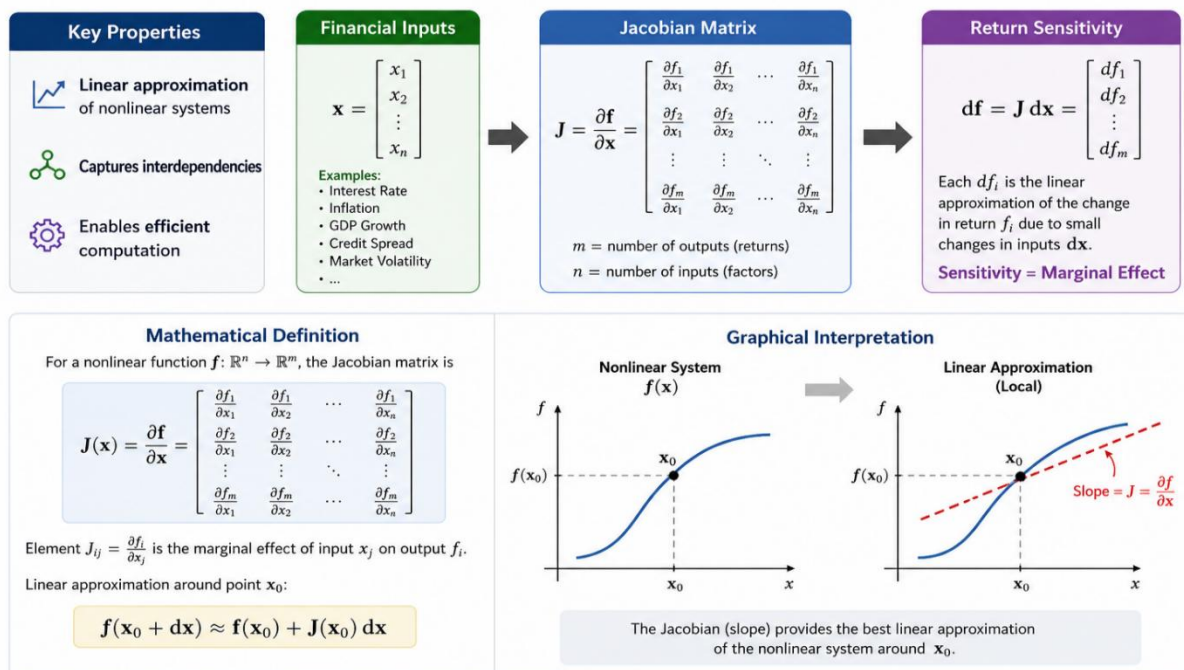 Key Properties
Linear approximation
of nonlinear systems
Captures interdependencies
Enables efficient
computation
Financial Inputs
x = [ x₁ x₂ ⋮ xₙ ]
Examples:
• Interest Rate
• Inflation
• GDP Growth
• Credit Spread
• Market Volatility
• ...
Jacobian Matrix
J = ∂f/∂x =
∂f₁/∂x₁ ∂f₁/∂x₂ ⋯ ∂f₁/∂xₙ
∂f₂/∂x₁ ∂f₂/∂x₂ ⋯ ∂f₂/∂xₙ
⋮ ⋮ ⋱ ⋮
∂fₘ/∂x₁ ∂fₘ/∂x₂ ⋯ ∂fₘ/∂xₙ
m = number of outputs (returns)
n = number of inputs (factors)
Return Sensitivity
df = J dx = [ df₁ df₂ ⋮ dfₘ ]
Each dfᵢ is the linear
approximation of the change
in return fᵢ due to small
changes in inputs dx.
Sensitivity = Marginal Effect
Mathematical Definition
For a nonlinear function f: ℝⁿ → ℝᵐ, the Jacobian matrix is
J(x) = ∂f/∂x =
∂f₁/∂x₁ ∂f₁/∂x₂ ⋯ ∂f₁/∂xₙ
∂f₂/∂x₁ ∂f₂/∂x₂ ⋯ ∂f₂/∂xₙ
⋮ ⋮ ⋱ ⋮
∂fₘ/∂x₁ ∂fₘ/∂x₂ ⋯ ∂fₘ/∂xₙ
Element Jᵢⱼ = ∂fᵢ/∂xⱼ is the marginal effect of input xⱼ on output fᵢ.
Linear approximation around point x₀:
f(x₀ + dx) ≈ f(x₀) + J(x₀) dx
Graphical Interpretation
Nonlinear System
f(x)
f
x₀
f(x₀)
x₀
x
Linear Approximation
(Local)
f
x₀
f(x₀)
Slope = J = ∂f/∂x
x₀
x
The Jacobian (slope) provides the best linear approximation
of the nonlinear system around x₀.